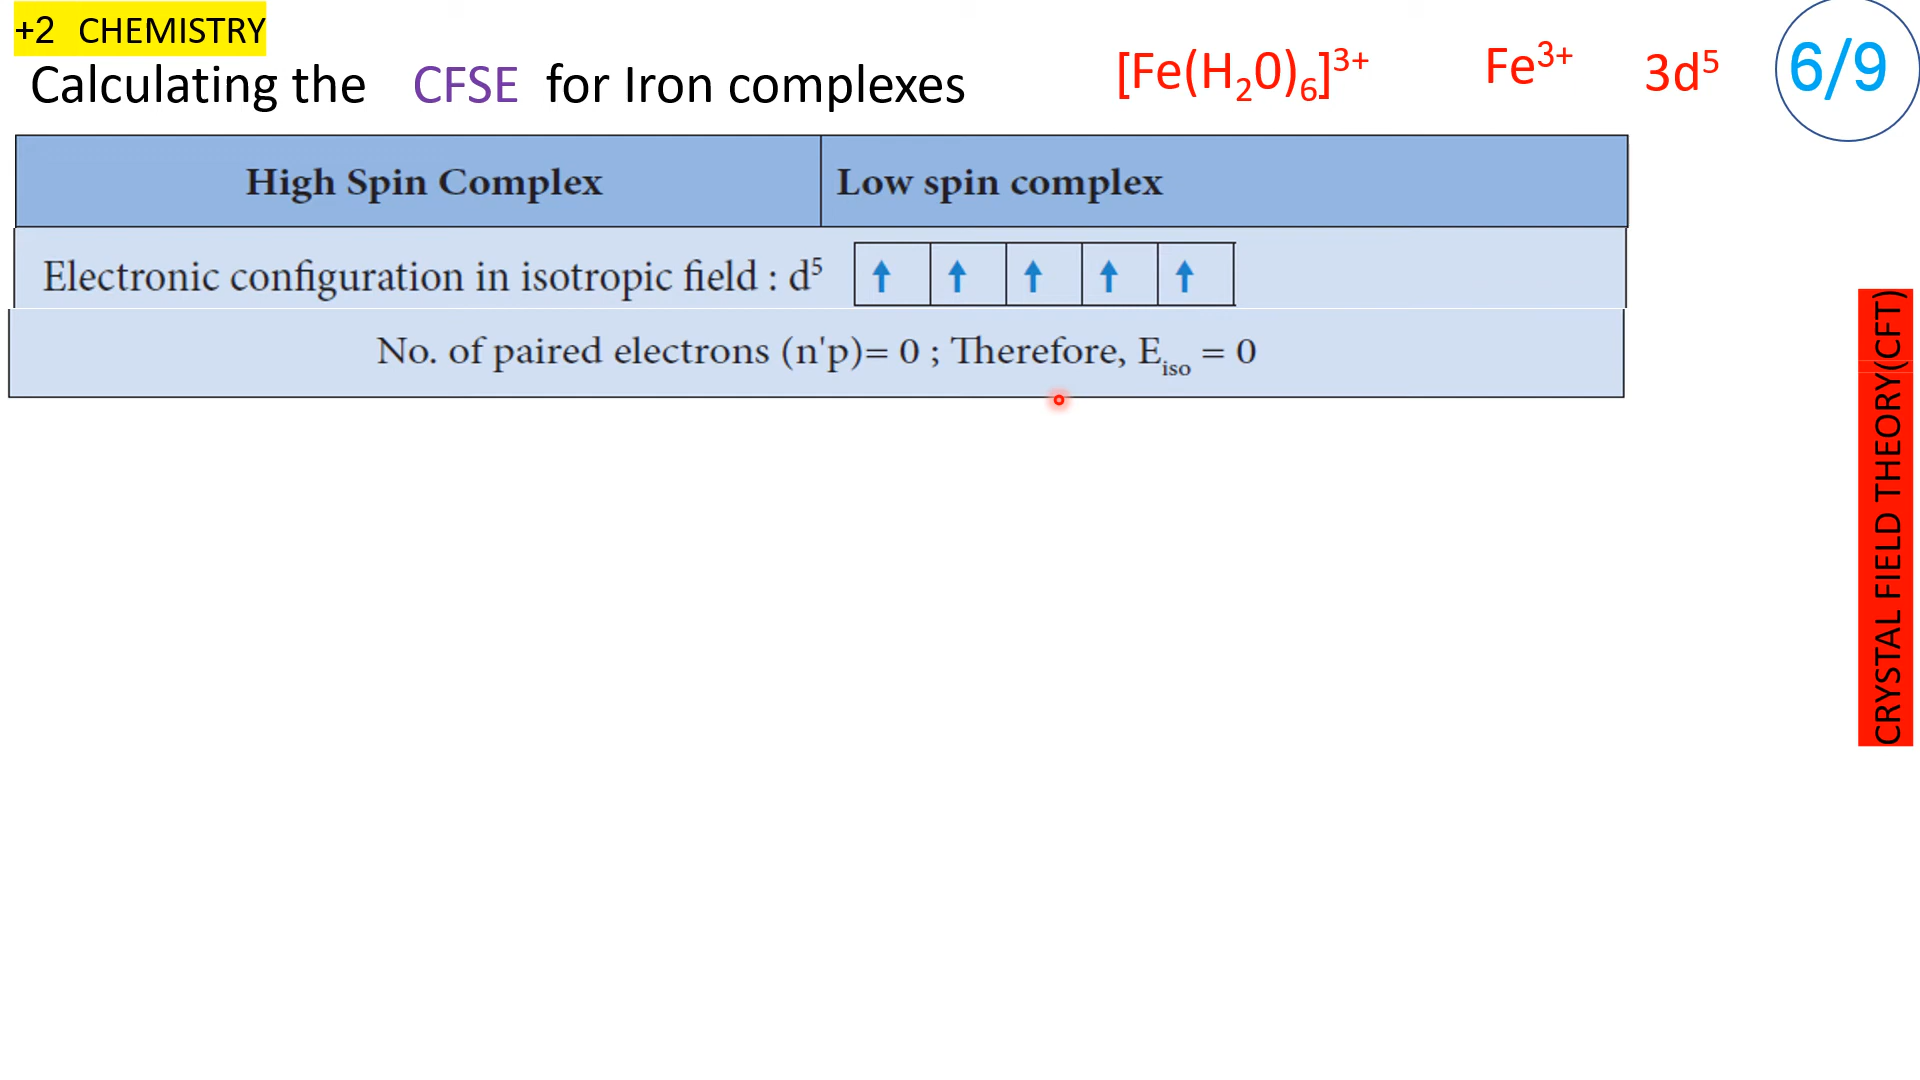 +2 CHEMISTRY
Calculating the CFSE for Iron complexes
[Fe(H₂0)₆]³⁺ Fe³⁺ 3d⁵
6/9
High Spin Complex
Low spin complex
Electronic configuration in isotropic field : d⁵
No. of paired electrons (n'p)= 0 ; Therefore, Eᵢₛₒ = 0
CRYSTAL FIELD THEORY(CFT)